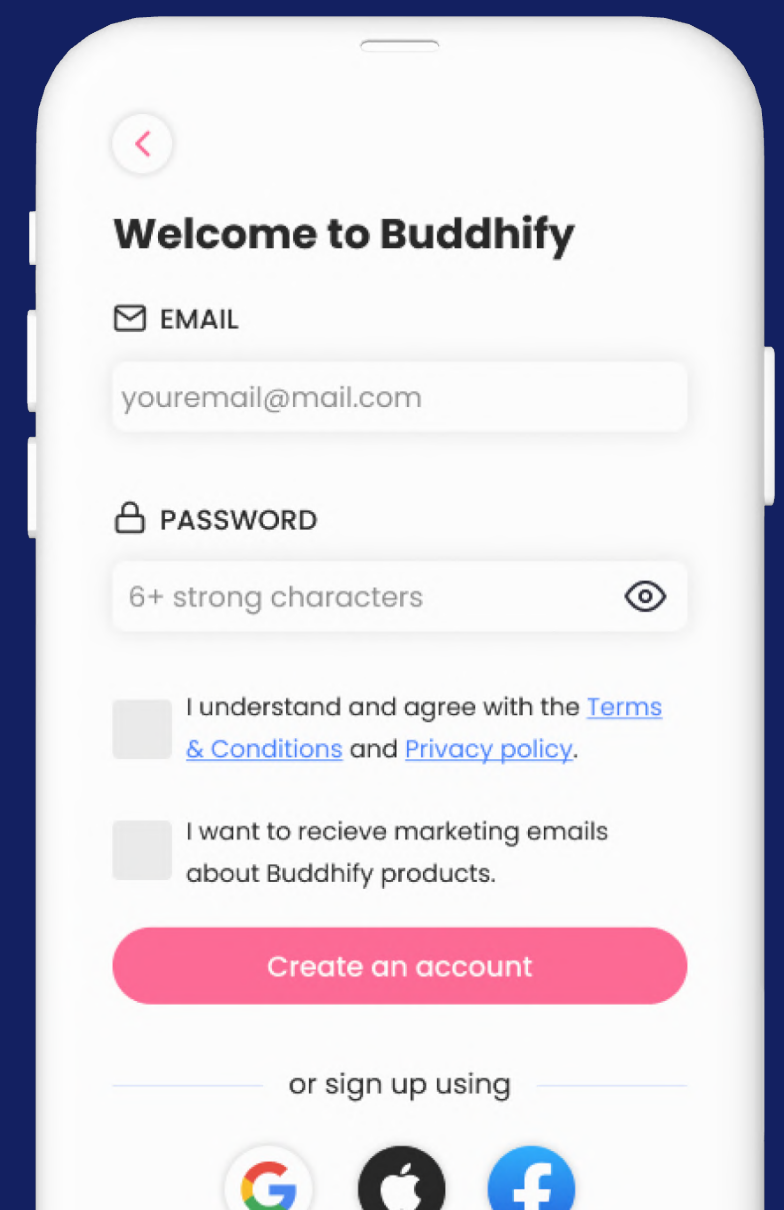 Welcome to Buddhify
EMAIL
youremail@mail.com
PASSWORD
6+ strong characters
I understand and agree with the Terms
& Conditions and Privacy policy.
I want to recieve marketing emails
about Buddhify products.
Create an account
or sign up using